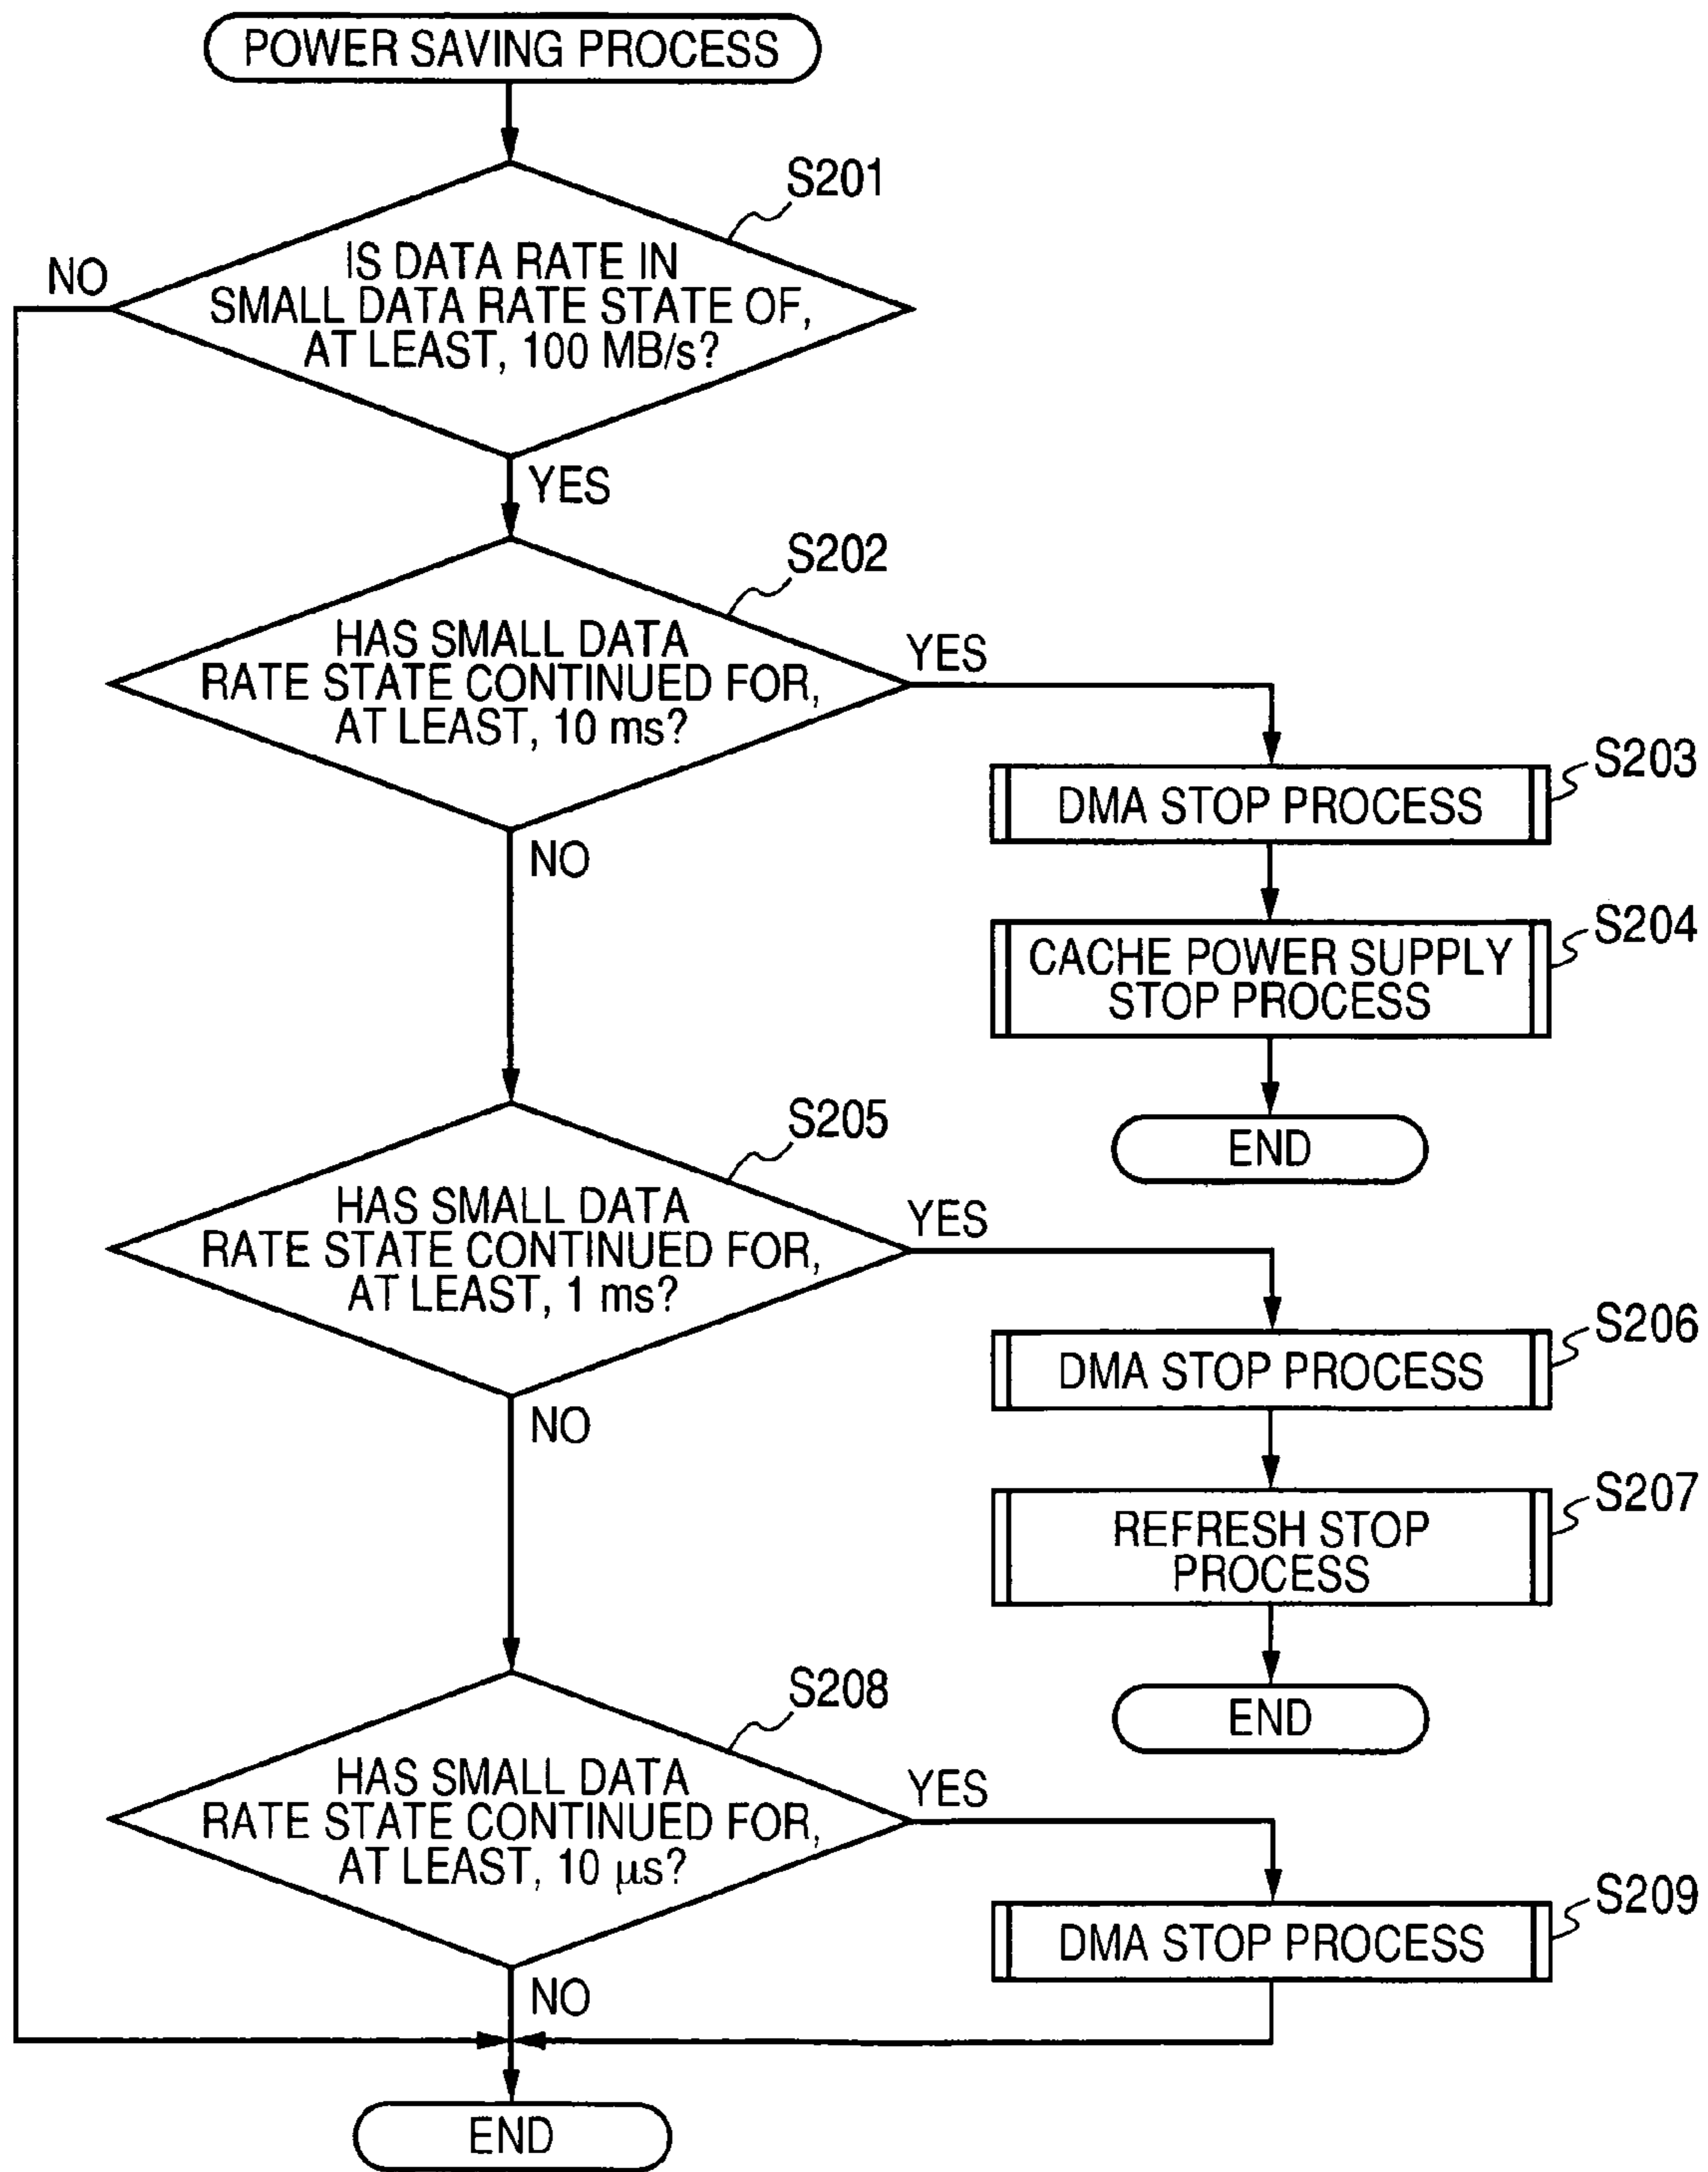 POWER SAVING PROCESS
S201
IS DATA RATE IN
SMALL DATA RATE STATE OF,
AT LEAST, 100 MB/s?
NO
YES
S202
HAS SMALL DATA
RATE STATE CONTINUED FOR,
AT LEAST, 10 ms?
YES
NO
S203
DMA STOP PROCESS
S204
CACHE POWER SUPPLY
STOP PROCESS
END
S205
HAS SMALL DATA
RATE STATE CONTINUED FOR,
AT LEAST, 1 ms?
YES
NO
S206
DMA STOP PROCESS
S207
REFRESH STOP
PROCESS
END
S208
HAS SMALL DATA
RATE STATE CONTINUED FOR,
AT LEAST, 10 µs?
YES
NO
S209
DMA STOP PROCESS
END